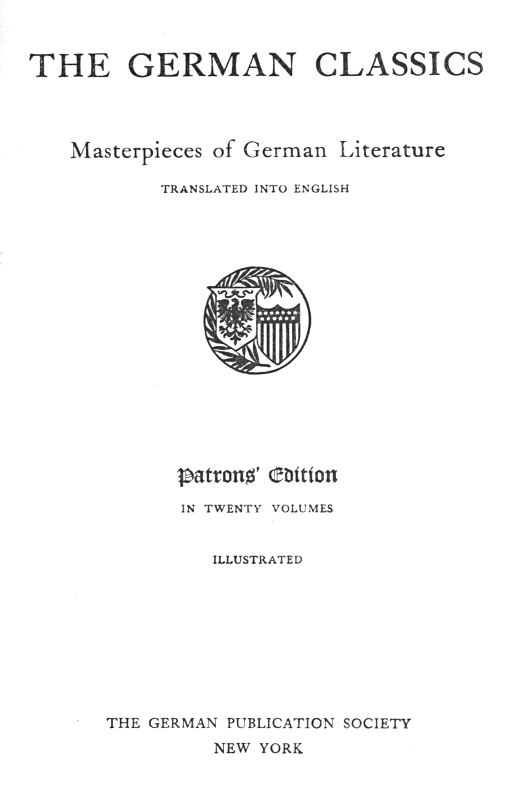 THE GERMAN CLASSICS
Masterpieces of German Literature
TRANSLATED INTO ENGLISH
Patrons' Edition
IN TWENTY VOLUMES
ILLUSTRATED
THE GERMAN PUBLICATION SOCIETY
NEW YORK